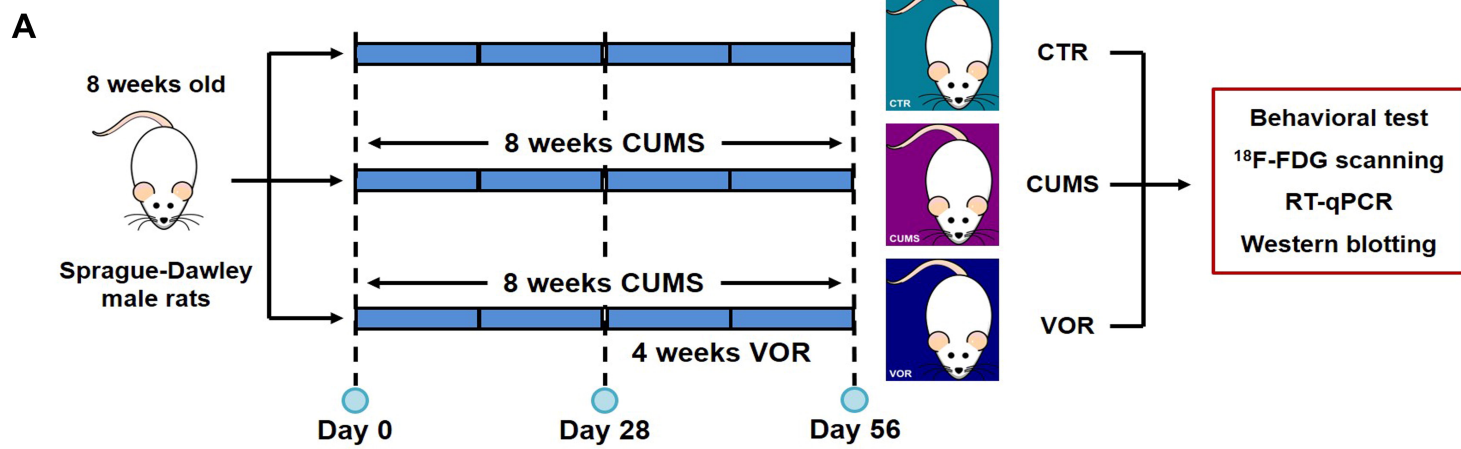 A
8 weeks old
Sprague-Dawley
male rats
8 weeks CUMS
8 weeks CUMS
4 weeks VOR
Day 0
Day 28
Day 56
CTR
CUMS
VOR
CTR
CUMS
VOR
Behavioral test
¹⁸F-FDG scanning
RT-qPCR
Western blotting